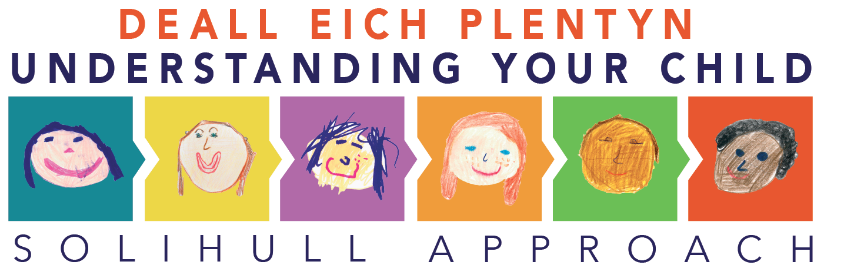 DEALL EICH PLENTYN
UNDERSTANDING YOUR CHILD
SOLIHULL APPROACH